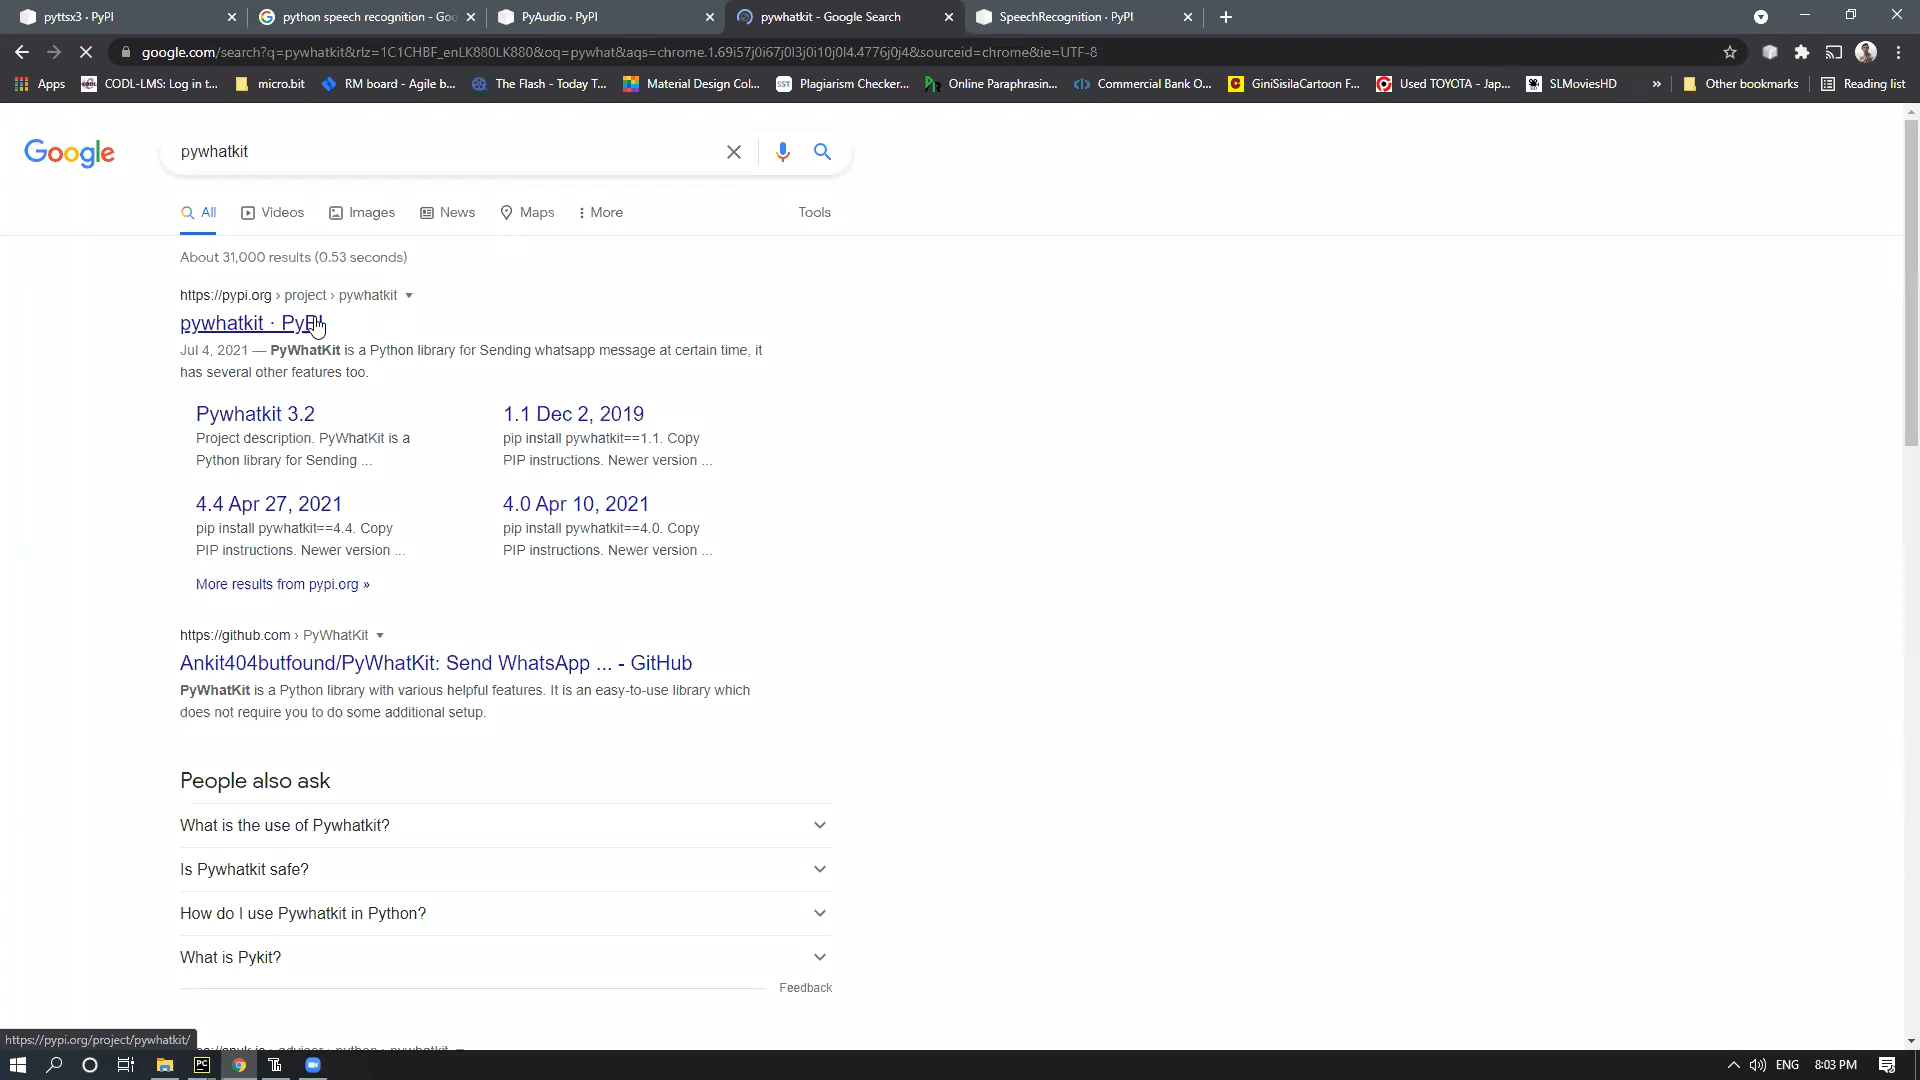 pyttsx3 · PyPI
python speech recognition - Goo
PyAudio · PyPI
pywhatkit - Google Search
SpeechRecognition · PyPI
google.com/search?q=pywhatkit&rlz=1C1CHBF_enLK880LK880&oq=pywhat&aqs=chrome.1.69i57j0i67j0l3j0i10j0l4.4776j0j4&sourceid=chrome&ie=UTF-8
Apps
CODL-LMS: Log in t...
micro.bit
RM board - Agile b...
The Flash - Today T...
Material Design Col...
Plagiarism Checker...
Online Paraphrasin...
Commercial Bank O...
GiniSisilaCartoon F...
Used TOYOTA - Jap...
SLMoviesHD
»
Other bookmarks
Reading list
Google
pywhatkit
All
Videos
Images
News
Maps
More
Tools
About 31,000 results (0.53 seconds)
https://pypi.org › project › pywhatkit
pywhatkit · PyPI
Jul 4, 2021 — PyWhatKit is a Python library for Sending whatsapp message at certain time, it
has several other features too.
Pywhatkit 3.2
Project description. PyWhatKit is a
Python library for Sending ...
1.1 Dec 2, 2019
pip install pywhatkit==1.1. Copy
PIP instructions. Newer version ...
4.4 Apr 27, 2021
pip install pywhatkit==4.4. Copy
PIP instructions. Newer version ...
4.0 Apr 10, 2021
pip install pywhatkit==4.0. Copy
PIP instructions. Newer version ...
More results from pypi.org »
https://github.com › PyWhatKit
Ankit404butfound/PyWhatKit: Send WhatsApp ... - GitHub
PyWhatKit is a Python library with various helpful features. It is an easy-to-use library which
does not require you to do some additional setup.
People also ask
What is the use of Pywhatkit?
Is Pywhatkit safe?
How do I use Pywhatkit in Python?
What is Pykit?
Feedback
https://pypi.org/project/pywhatkit/
PC
ENG
8:03 PM